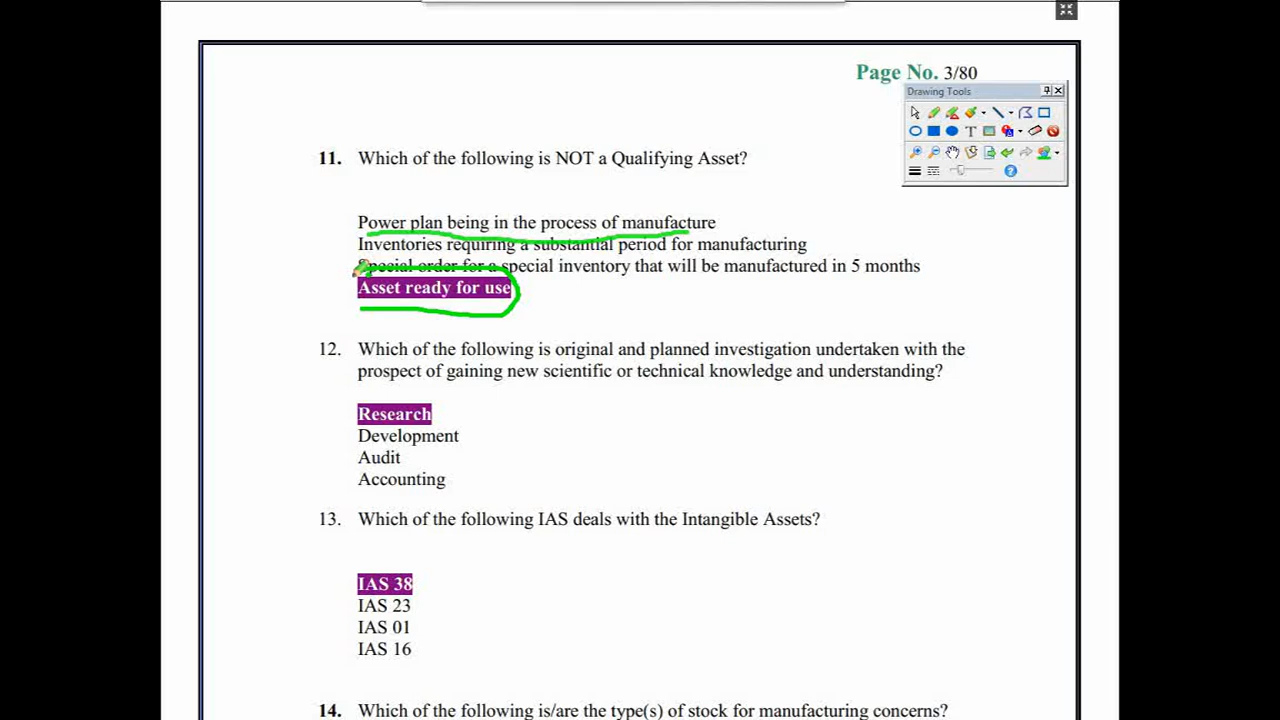 Page No. 3/80
Drawing Tools
11. Which of the following is NOT a Qualifying Asset?
Power plan being in the process of manufacture
Inventories requiring a substantial period for manufacturing
Special order for a special inventory that will be manufactured in 5 months
Asset ready for use
12. Which of the following is original and planned investigation undertaken with the
prospect of gaining new scientific or technical knowledge and understanding?
Research
Development
Audit
Accounting
13. Which of the following IAS deals with the Intangible Assets?
IAS 38
IAS 23
IAS 01
IAS 16
14. Which of the following is/are the type(s) of stock for manufacturing concerns?